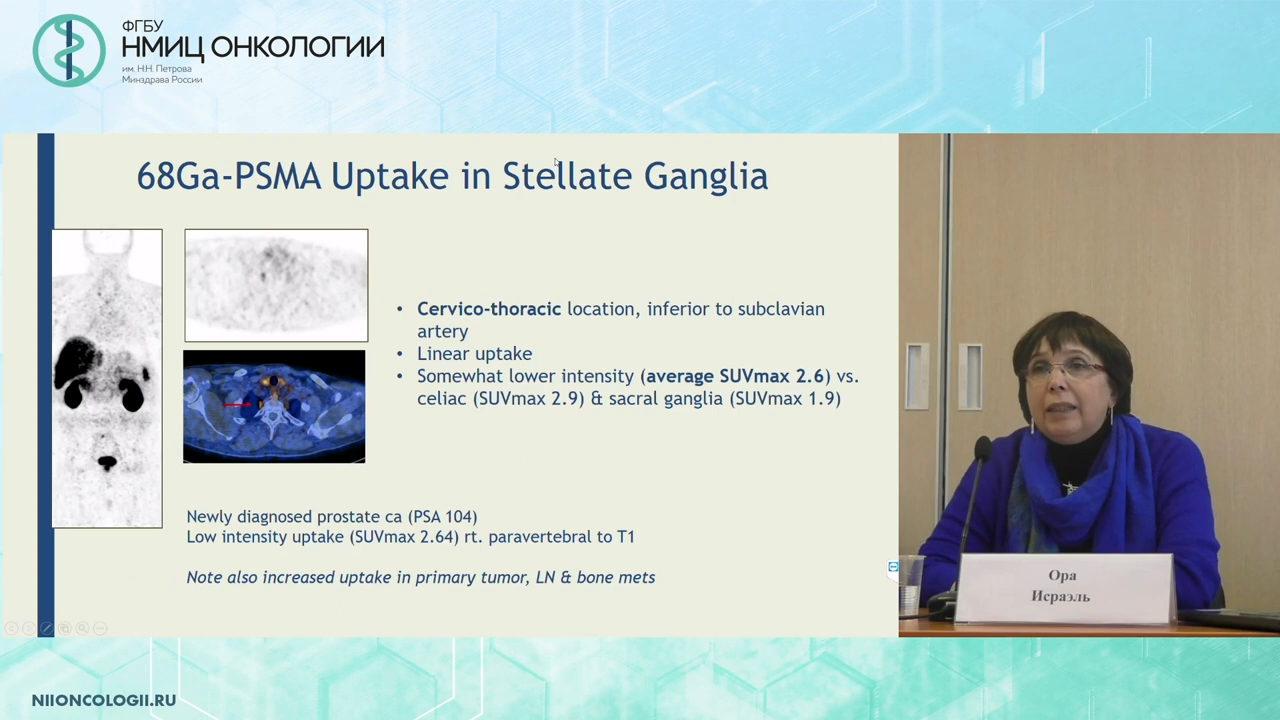 ФГБУ
НМИЦ ОНКОЛОГИИ
им. Н.Н. Петрова
Минздрава России
68Ga-PSMA Uptake in Stellate Ganglia
• Cervico-thoracic location, inferior to subclavian
artery
• Linear uptake
• Somewhat lower intensity (average SUVmax 2.6) vs.
celiac (SUVmax 2.9) & sacral ganglia (SUVmax 1.9)
Newly diagnosed prostate ca (PSA 104)
Low intensity uptake (SUVmax 2.64) rt. paravertebral to T1
Note also increased uptake in primary tumor, LN & bone mets
Ора
Исраэль
NIIONCOLOGII.RU